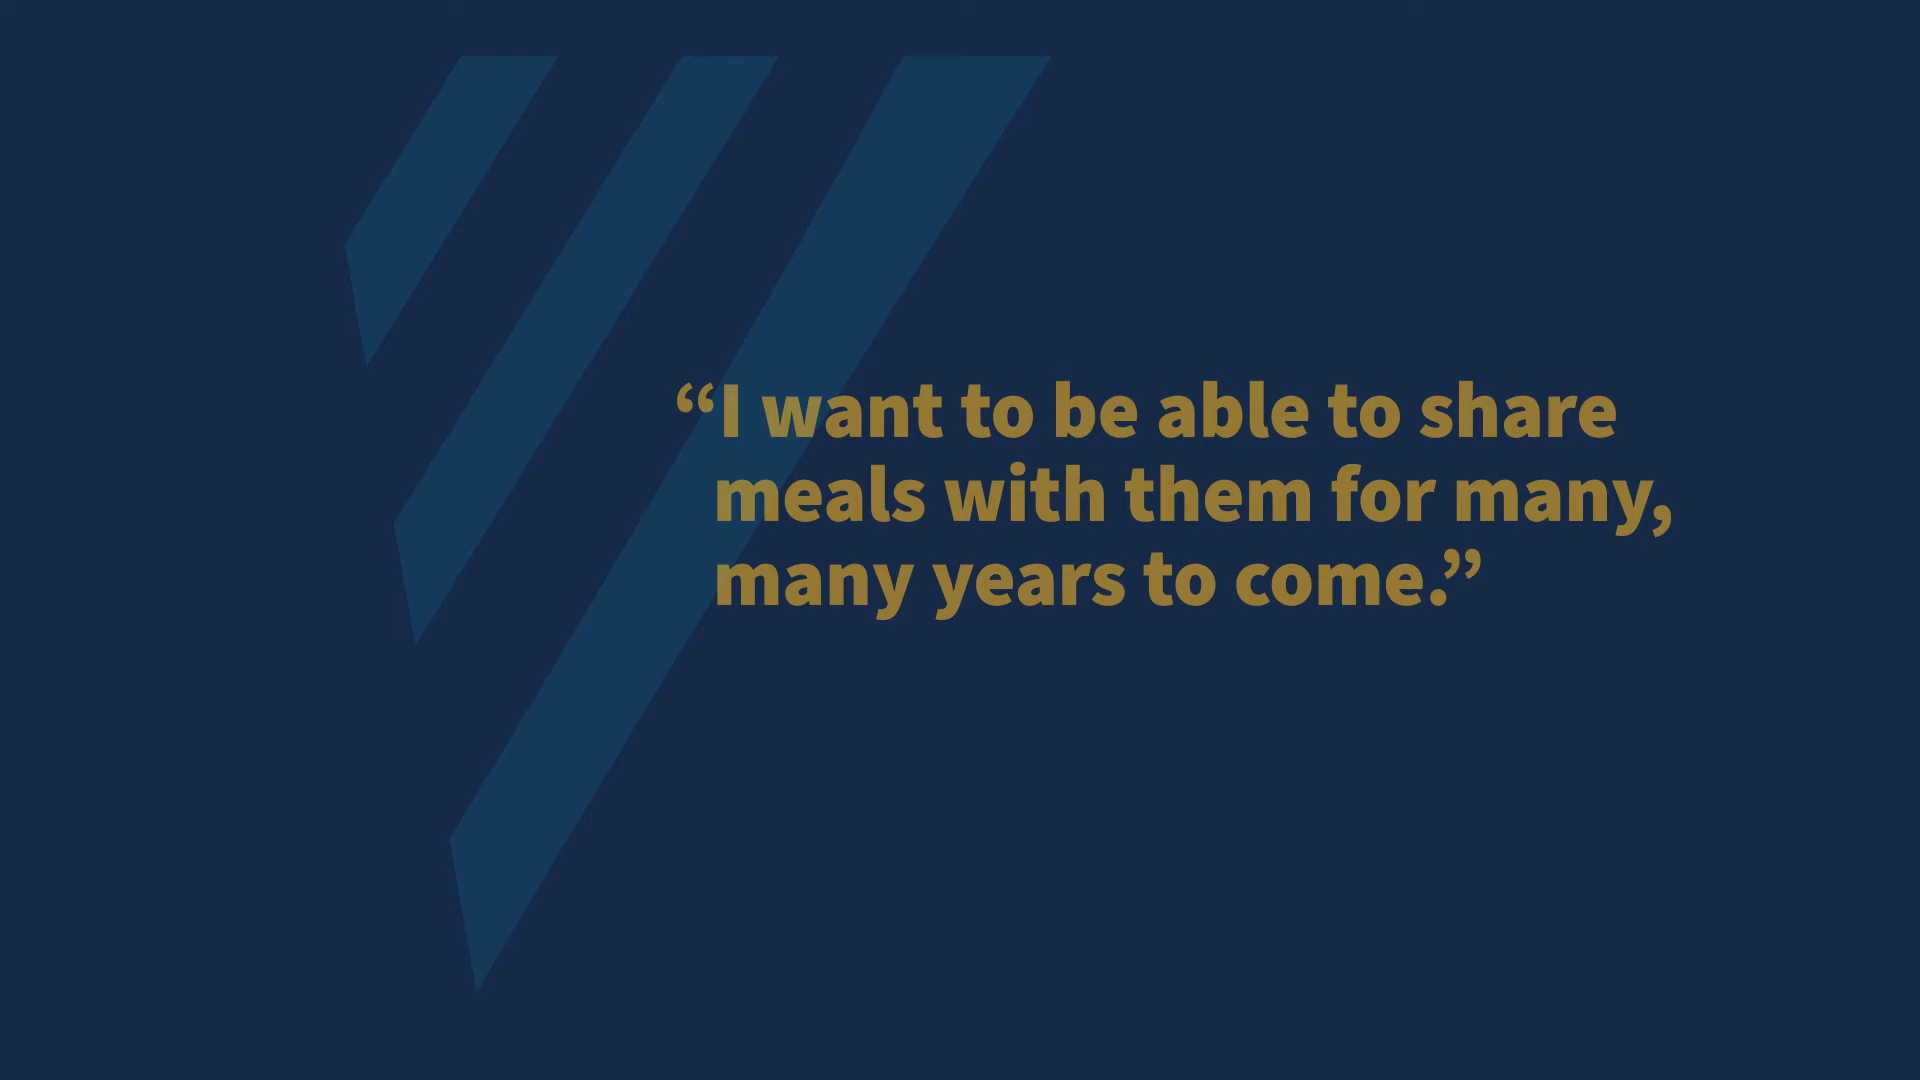 “I want to be able to share
meals with them for many,
many years to come.”